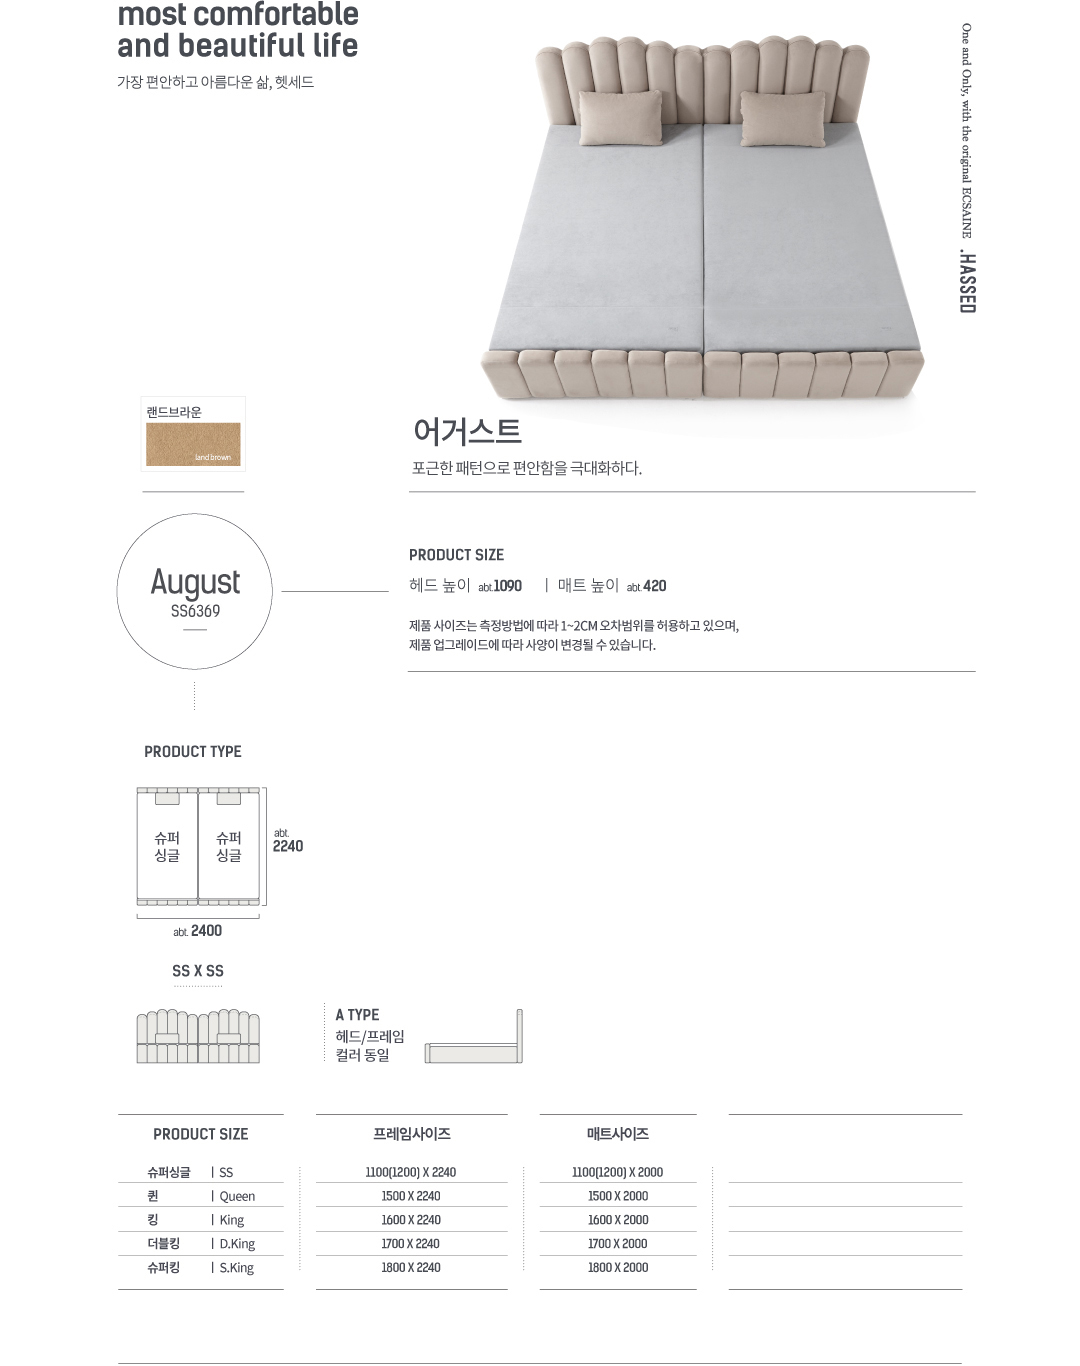 most comfortable
and beautiful life
가장 편안하고 아름다운 삶, 헷세드
One and Only, with the original ECSAINE .HASSED
랜드브라운
land brown
어거스트
포근한 패턴으로 편안함을 극대화하다.
August
SS6369
PRODUCT SIZE
헤드 높이 abt.1090 | 매트 높이 abt.420
제품 사이즈는 측정방법에 따라 1~2CM 오차범위를 허용하고 있으며,
제품 업그레이드에 따라 사양이 변경될 수 있습니다.
PRODUCT TYPE
슈퍼
싱글
슈퍼
싱글
abt.
2240
abt. 2400
SS X SS
A TYPE
헤드/프레임
컬러 동일
PRODUCT SIZE 프레임사이즈 매트사이즈
슈퍼싱글 | SS 1100(1200) X 2240 1100(1200) X 2000
퀸 | Queen 1500 X 2240 1500 X 2000
킹 | King 1600 X 2240 1600 X 2000
더블킹 | D.King 1700 X 2240 1700 X 2000
슈퍼킹 | S.King 1800 X 2240 1800 X 2000